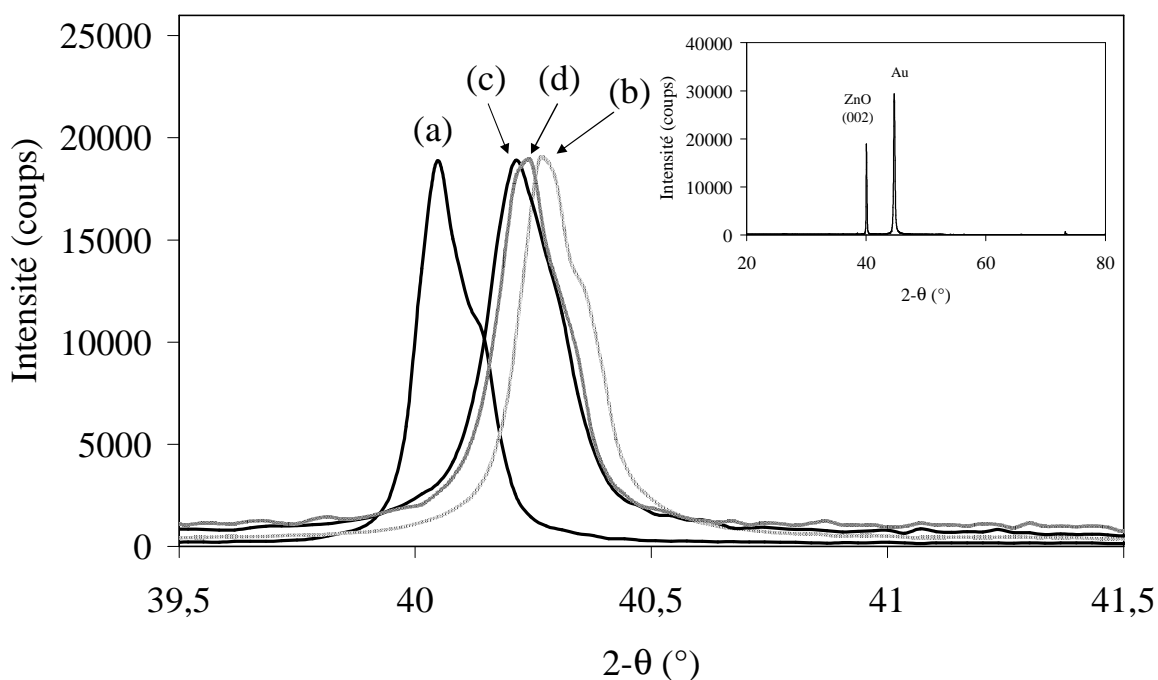 25000
20000
15000
10000
5000
0
Intensité (coups)
39,5 40 40,5 41 41,5
2-θ (°)
(a)
(c) (d) (b)
40000
30000
20000
10000
0
Intensité (coups)
ZnO
(002)
Au
20 40 60 80
2-θ (°)